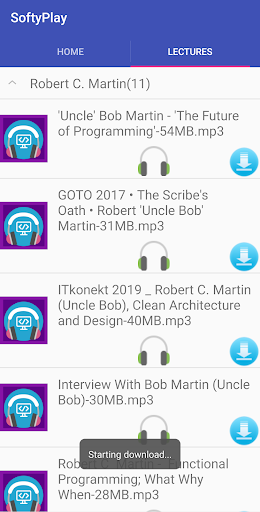 SoftyPlay
HOME LECTURES
Robert C. Martin(11)
'Uncle' Bob Martin - 'The Future
of Programming'-54MB.mp3
GOTO 2017 • The Scribe's
Oath • Robert 'Uncle Bob'
Martin-31MB.mp3
ITkonekt 2019 _ Robert C. Martin
(Uncle Bob), Clean Architecture
and Design-40MB.mp3
Interview With Bob Martin (Uncle
Bob)-30MB.mp3
Starting download...
Robert C. Martin - Functional
Programming; What Why
When-28MB.mp3